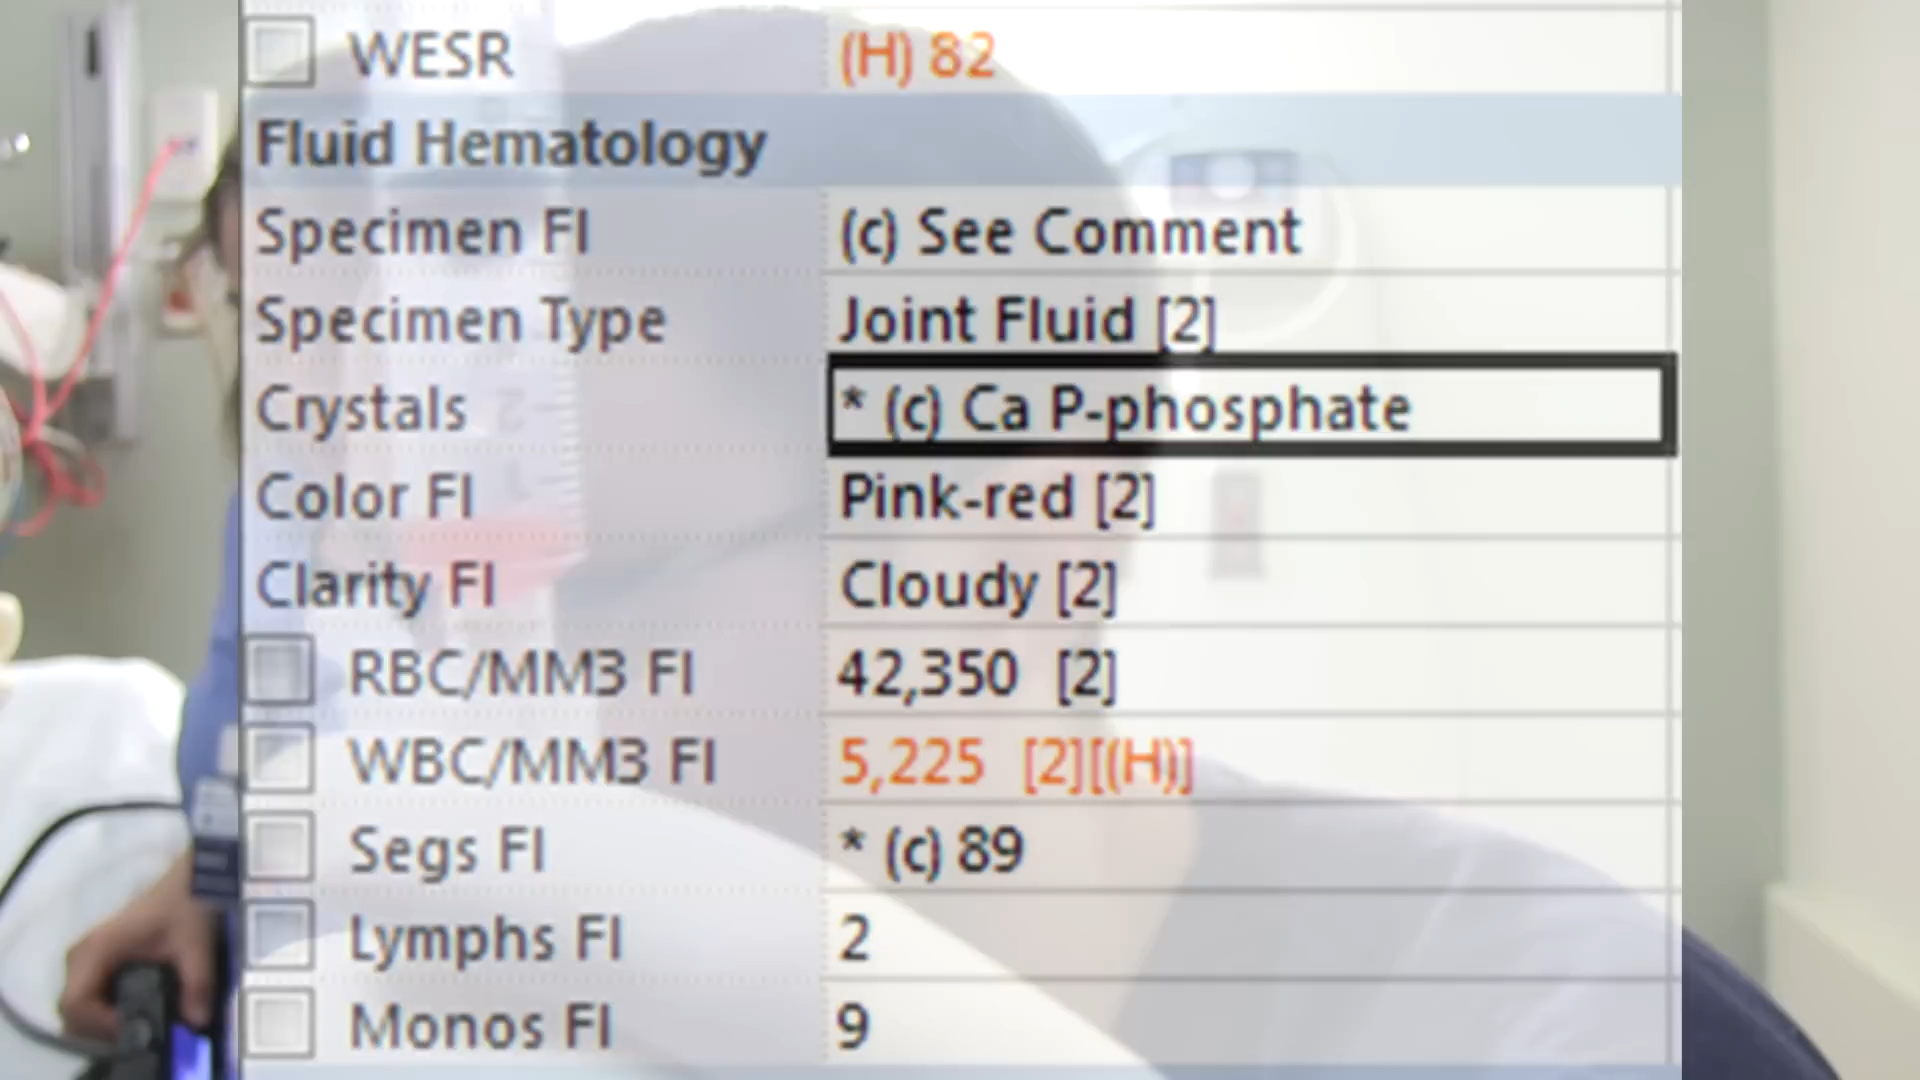 WESR (H) 82
Fluid Hematology
Specimen Fl (c) See Comment
Specimen Type Joint Fluid [2]
Crystals * (c) Ca P-phosphate
Color Fl Pink-red [2]
Clarity Fl Cloudy [2]
RBC/MM3 Fl 42,350 [2]
WBC/MM3 Fl 5,225 [2][(H)]
Segs Fl * (c) 89
Lymphs Fl 2
Monos Fl 9